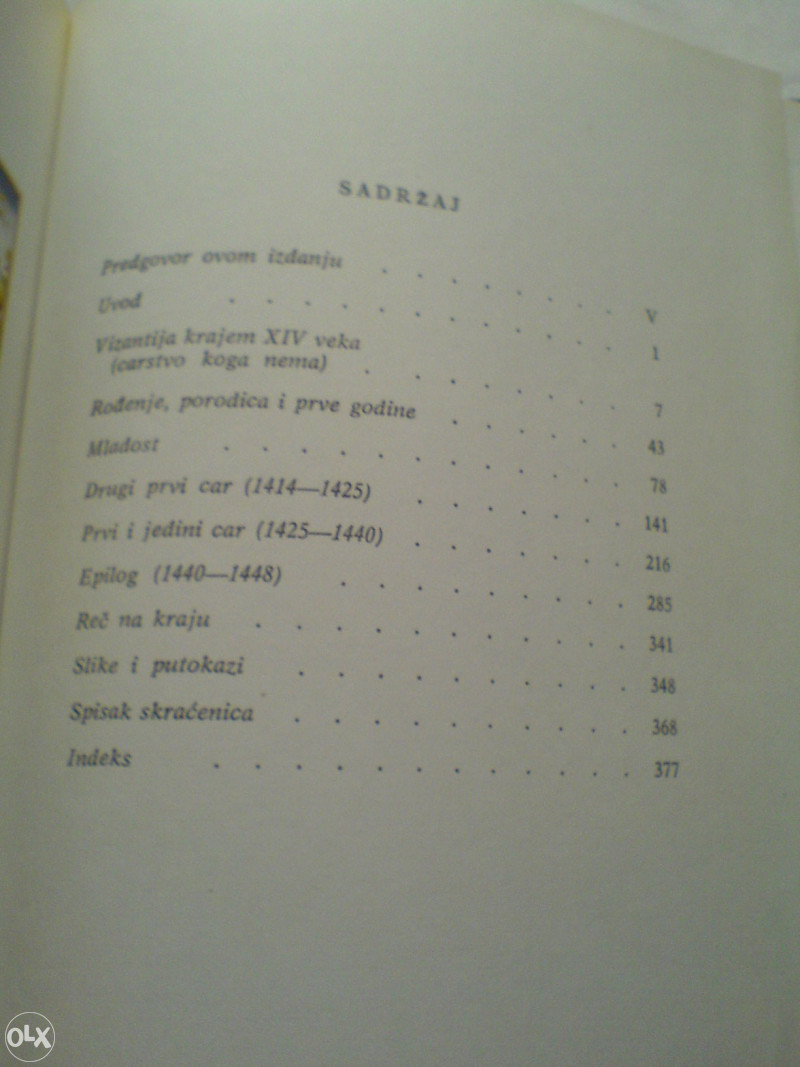 SADRŽAJ
Predgovor ovom izdanju . . . . . . . V
Uvod . . . . . . . . . . . 1
Vizantija krajem XIV veka
(carstvo koga nema) . . . . . . . 7
Rođenje, porodica i prve godine . . . . . . 43
Mladost . . . . . . . . . . . 78
Drugi prvi car (1414—1425) . . . . . . 141
Prvi i jedini car (1425—1440) . . . . . . 216
Epilog (1440—1448) . . . . . . . . 285
Reč na kraju . . . . . . . . . . 341
Slike i putokazi . . . . . . . . . 348
Spisak skraćenica . . . . . . . . . 368
Indeks . . . . . . . . . . . 377
OLX